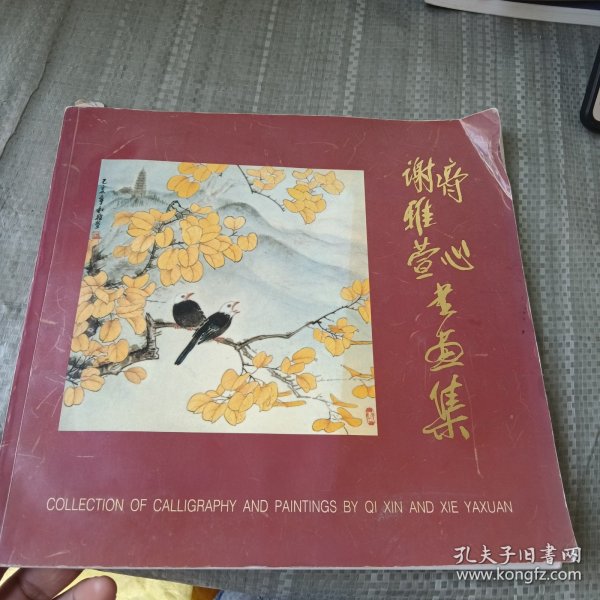 齐心
谢雅萱
书画集
COLLECTION OF CALLIGRAPHY AND PAINTINGS BY QI XIN AND XIE YAXUAN
孔夫子旧书网
www.kongfz.com